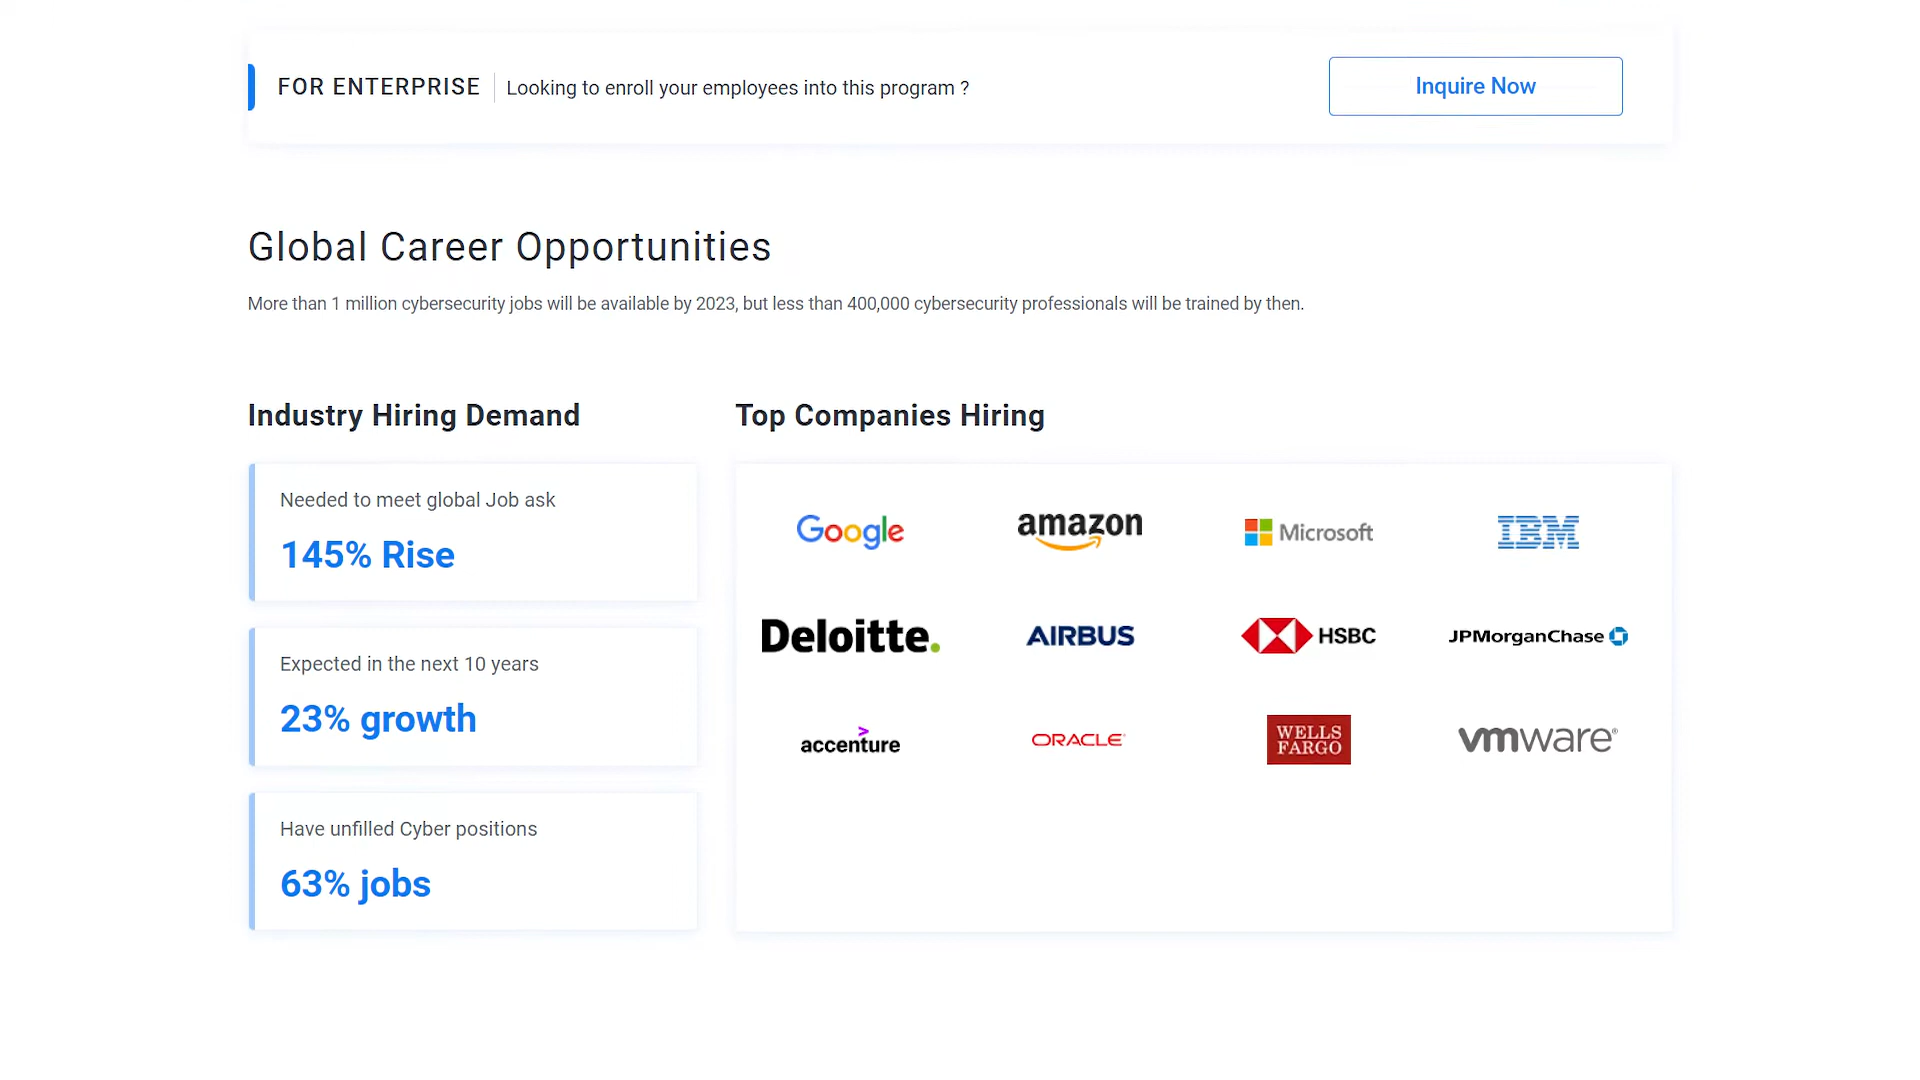 FOR ENTERPRISE Looking to enroll your employees into this program ?
Inquire Now
Global Career Opportunities
More than 1 million cybersecurity jobs will be available by 2023, but less than 400,000 cybersecurity professionals will be trained by then.
Industry Hiring Demand
Needed to meet global Job ask
145% Rise
Expected in the next 10 years
23% growth
Have unfilled Cyber positions
63% jobs
Top Companies Hiring
Google amazon Microsoft IBM
Deloitte. AIRBUS HSBC JPMorganChase
accenture ORACLE WELLS FARGO vmware®